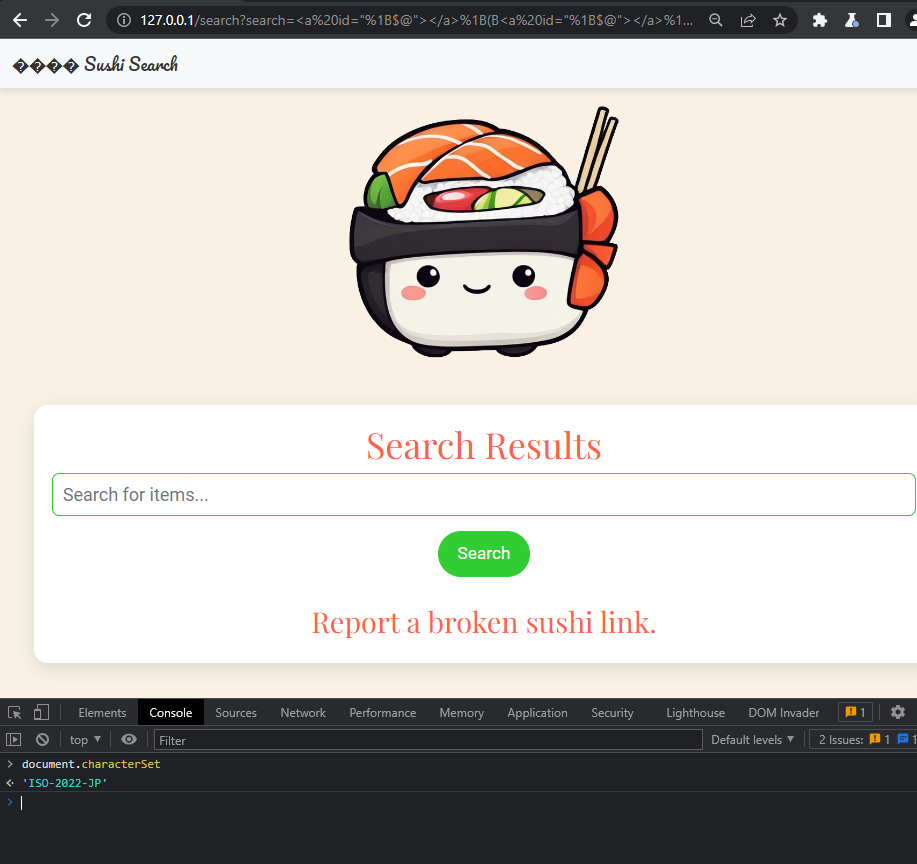 127.0.0.1/search?search=<a%20id="%1B$@"></a>%1B(B<a%20id="%1B$@"></a>%1...
���� Sushi Search
Search Results
Search for items...
Search
Report a broken sushi link.
Elements Console Sources Network Performance Memory Application Security Lighthouse DOM Invader 1
top ▼ Filter Default levels ▼ 2 Issues: 1 1
> document.characterSet
<· 'ISO-2022-JP'
>